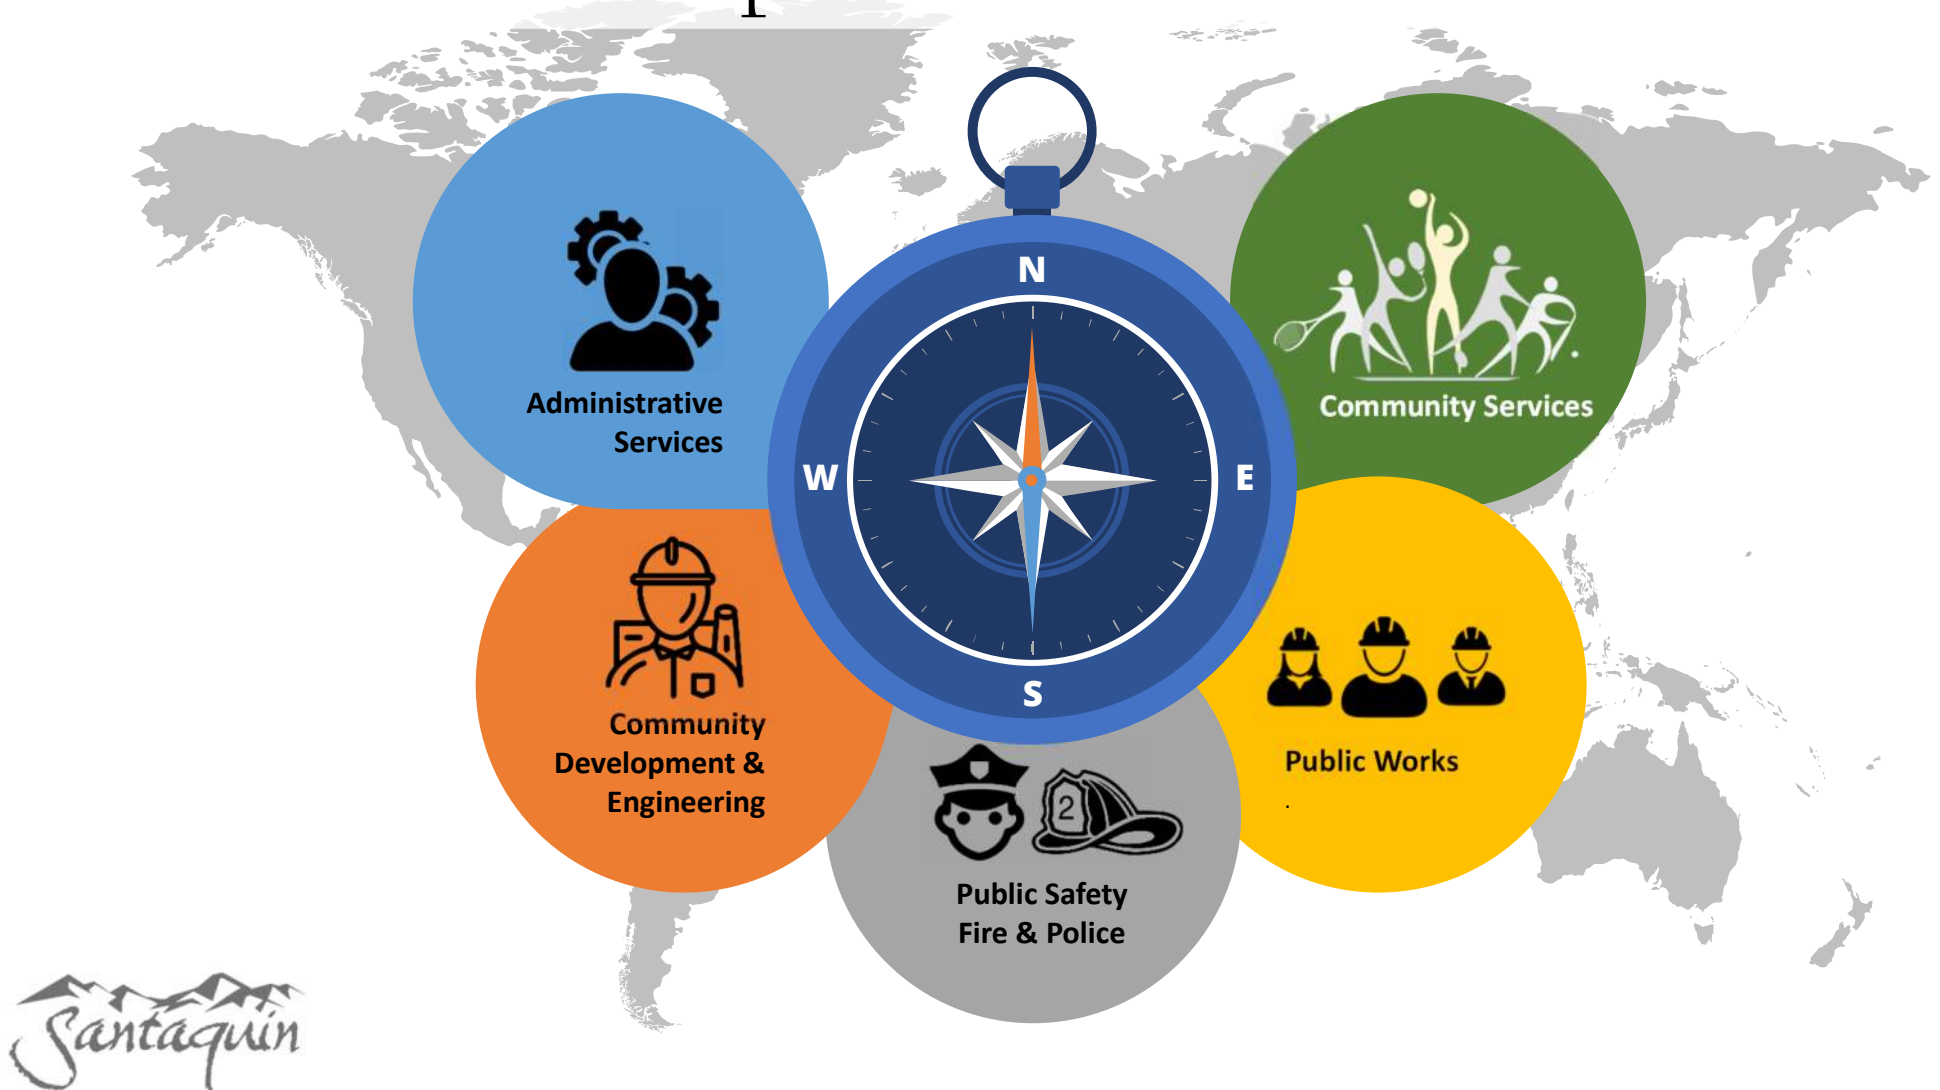 N
Administrative
Services
Community Services
W
E
S
Community
Development &
Engineering
Public Works
.
2
Public Safety
Fire & Police
Santaquin